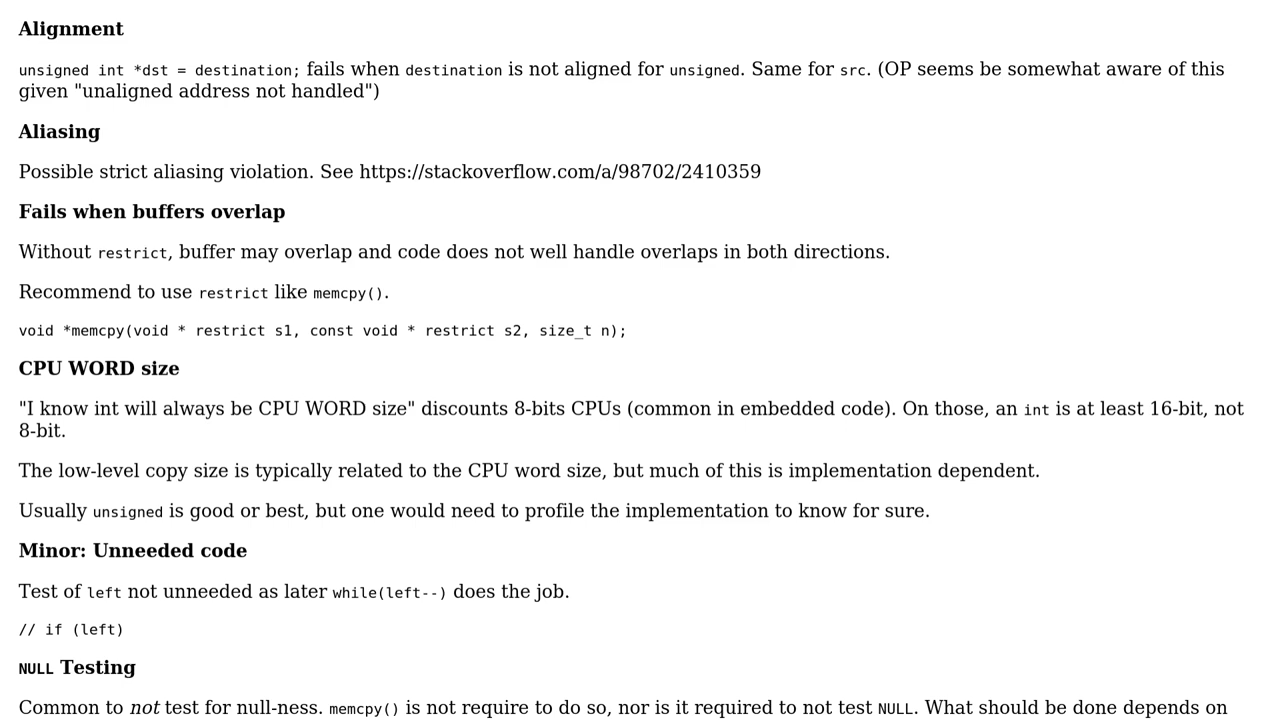 Alignment
unsigned int *dst = destination; fails when destination is not aligned for unsigned. Same for src. (OP seems be somewhat aware of this
given "unaligned address not handled")
Aliasing
Possible strict aliasing violation. See https://stackoverflow.com/a/98702/2410359
Fails when buffers overlap
Without restrict, buffer may overlap and code does not well handle overlaps in both directions.
Recommend to use restrict like memcpy().
void *memcpy(void * restrict s1, const void * restrict s2, size_t n);
CPU WORD size
"I know int will always be CPU WORD size" discounts 8-bits CPUs (common in embedded code). On those, an int is at least 16-bit, not
8-bit.
The low-level copy size is typically related to the CPU word size, but much of this is implementation dependent.
Usually unsigned is good or best, but one would need to profile the implementation to know for sure.
Minor: Unneeded code
Test of left not unneeded as later while(left--) does the job.
// if (left)
NULL Testing
Common to not test for null-ness. memcpy() is not require to do so, nor is it required to not test NULL. What should be done depends on